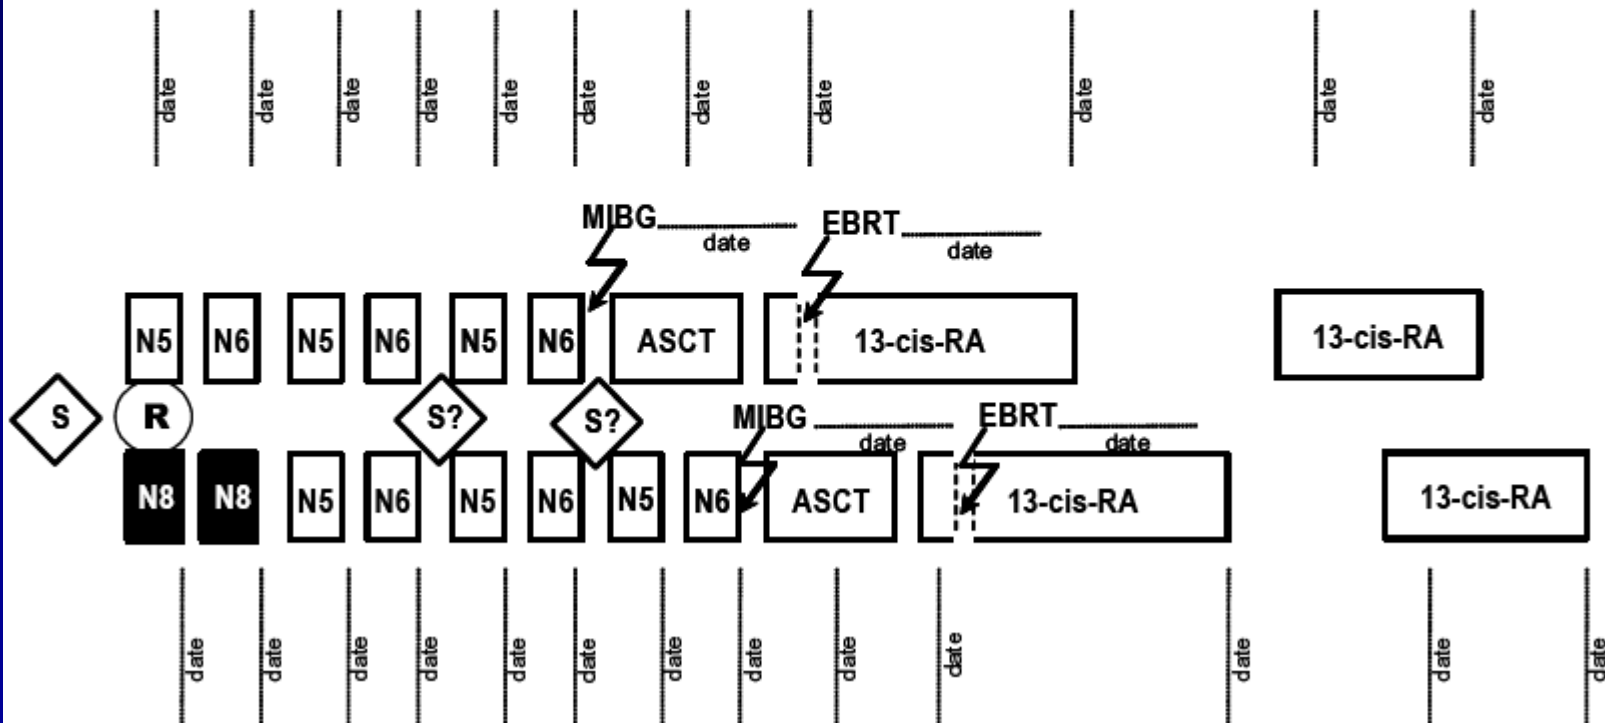 date date date date date date date date date date date
MIBG EBRT
date date
N5 N6 N5 N6 N5 N6 ASCT 13-cis-RA 13-cis-RA
S R S? S? MIBG EBRT
date date
N8 N8 N5 N6 N5 N6 N5 N6 ASCT 13-cis-RA 13-cis-RA
date date date date date date date date date date date date date